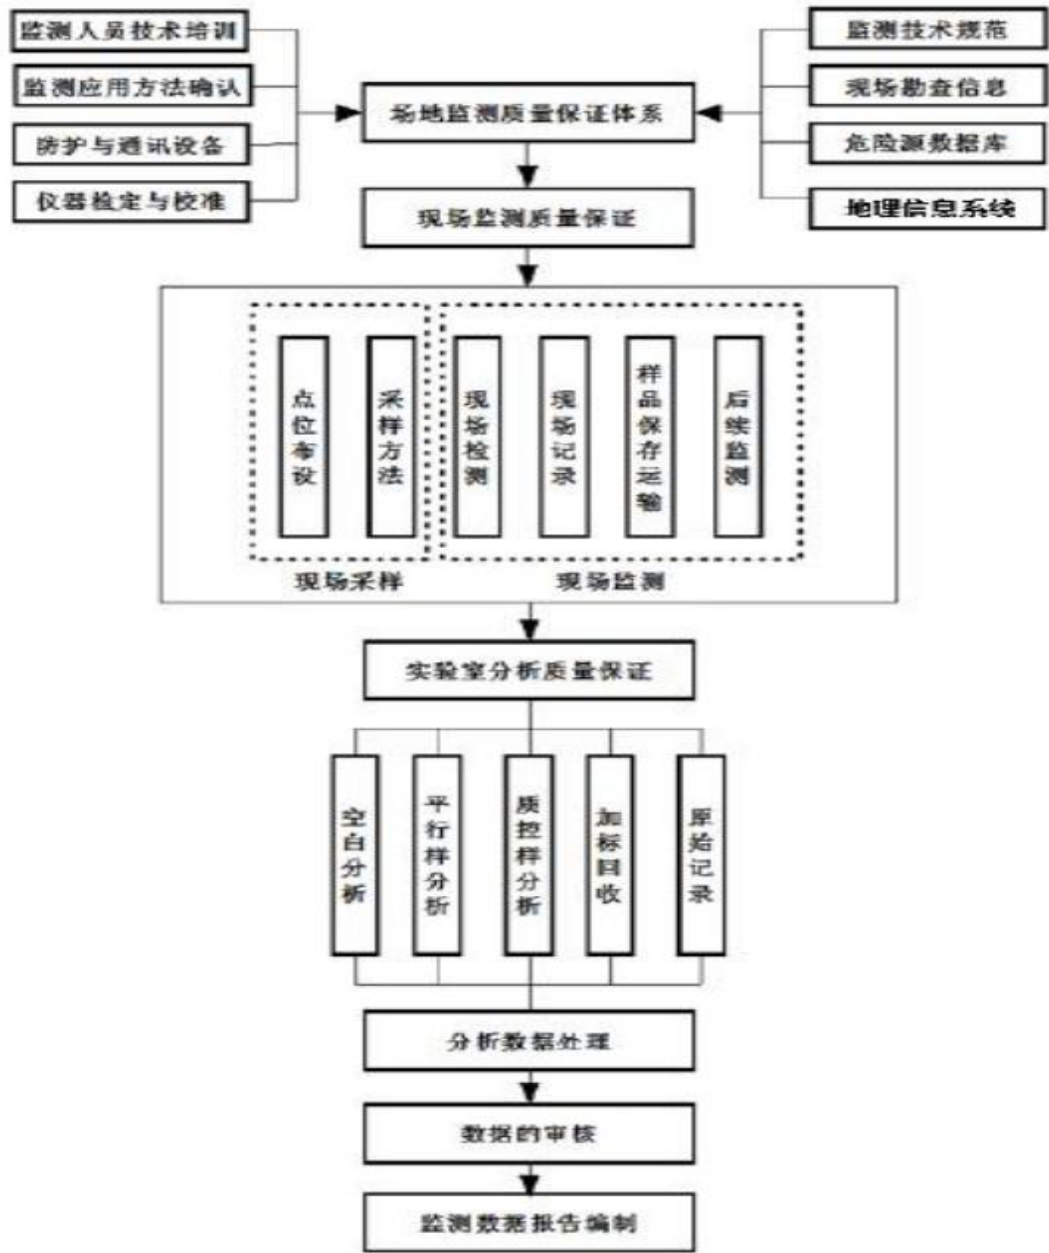 监测人员技术培训
监测应用方法确认
防护与通讯设备
仪器检定与校准
监测技术规范
现场勘查信息
危险源数据库
地理信息系统
场地监测质量保证体系
现场监测质量保证
点位布设
采样方法
现场检测
现场记录
样品保存运输
后续监测
现场采样
现场监测
实验室分析质量保证
空白分析
平行样分析
质控样分析
加标回收
原始记录
分析数据处理
数据的审核
监测数据报告编制